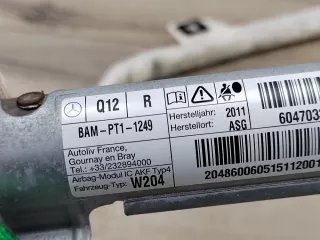 Q12 R
BAM-PT1-1249
Autoliv France,
Gournay en Bray
Tel.:+33/232894000
Airbag-Modul IC AKF Typ4
Fahrzeug-Typ: W204
Herstelljahr: 2011
Herstellort: ASG
604703
20486006051511200